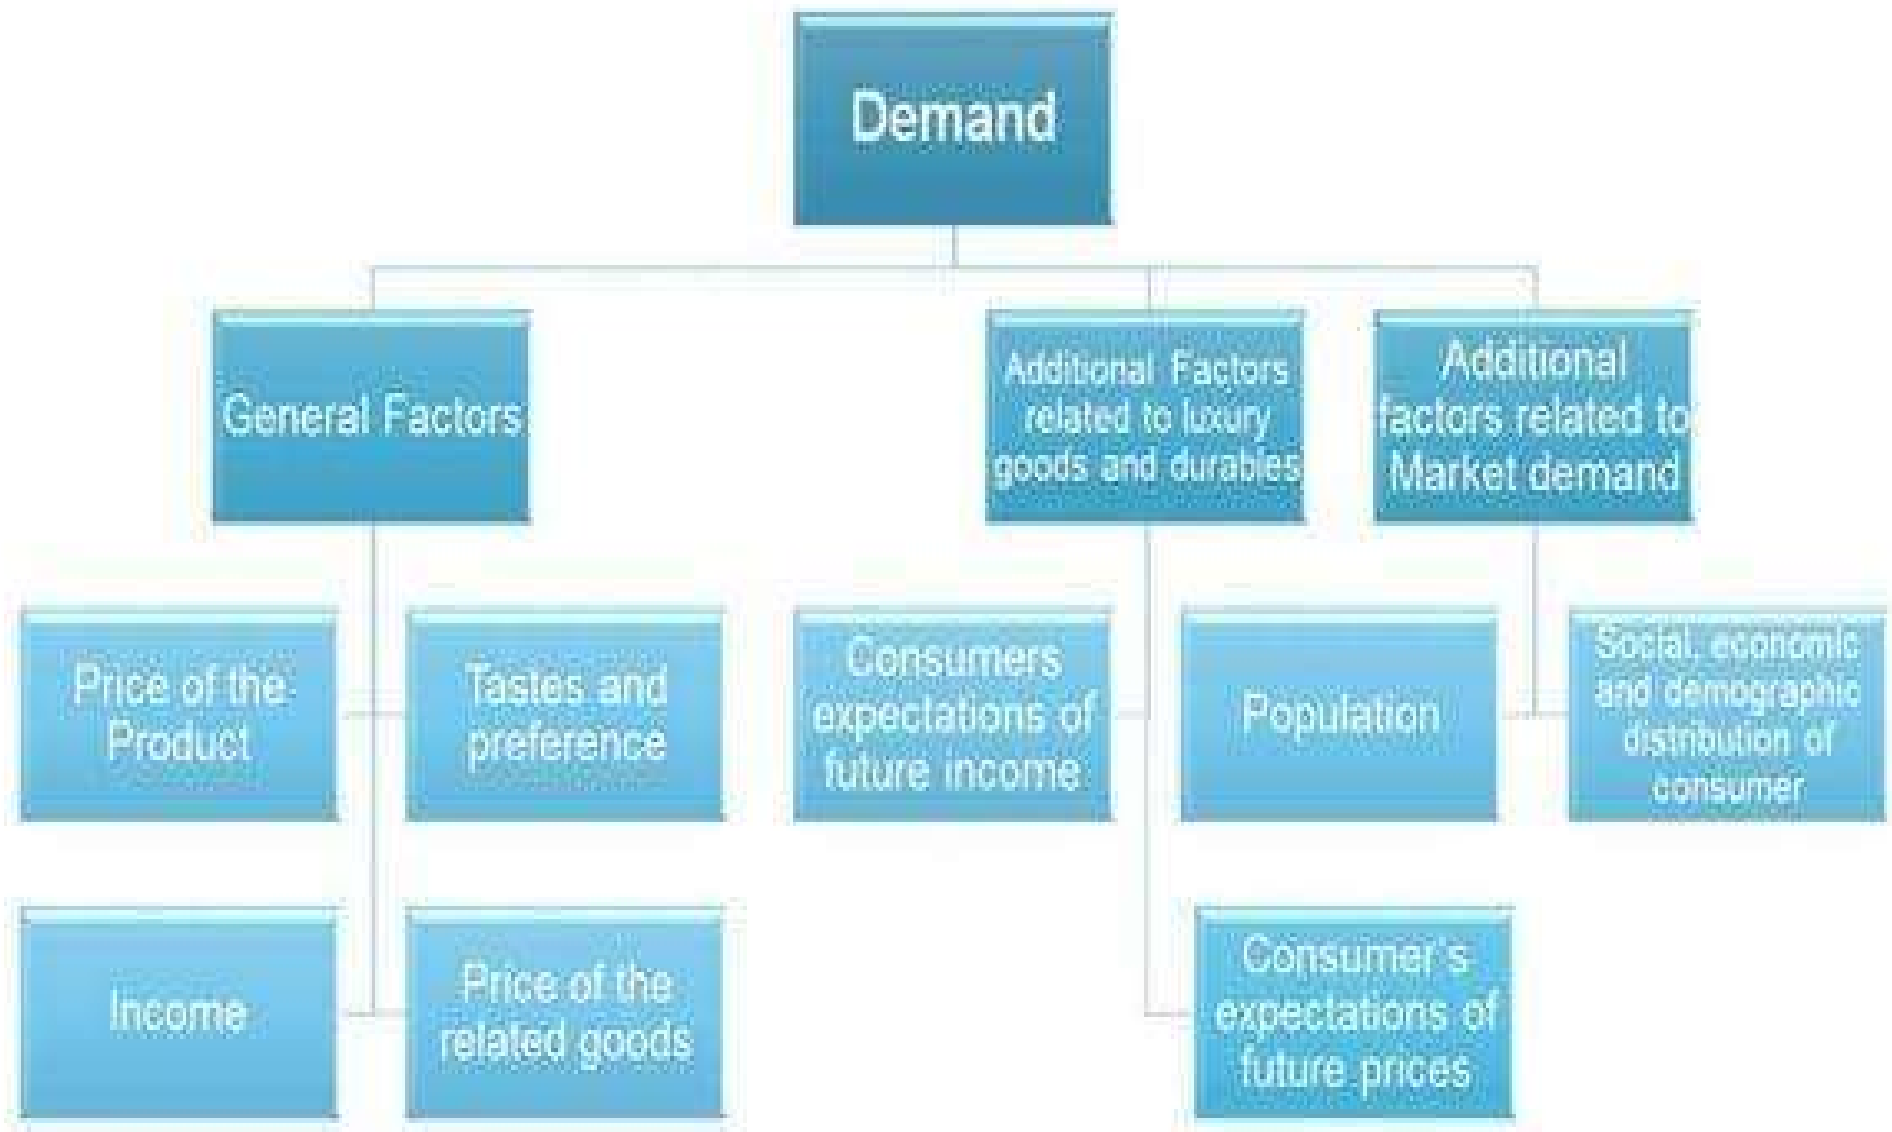 Demand
General Factors
Additional Factors
related to luxury
goods and durables
Additional
factors related to
Market demand
Price of the
Product
Tastes and
preference
Consumers
expectations of
future income
Population
Social, economic
and demographic
distribution of
consumer
Income
Price of the
related goods
Consumer's
expectations of
future prices